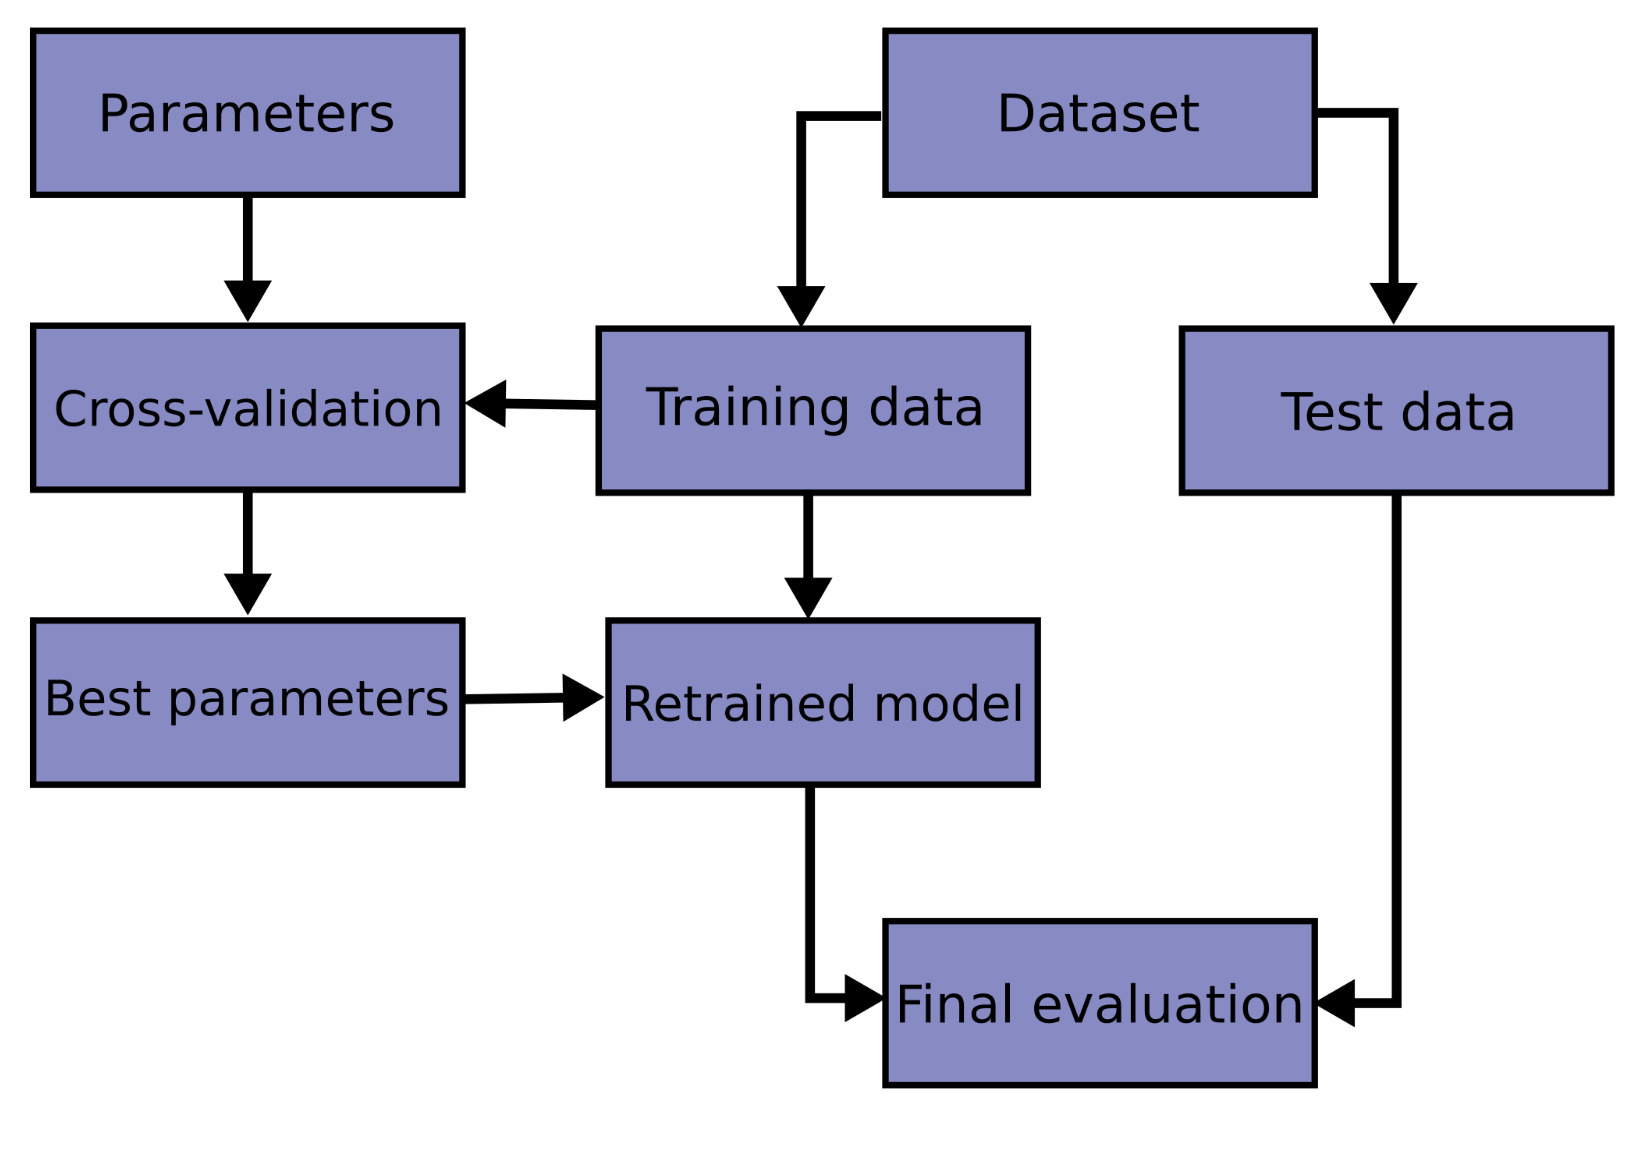 Parameters
Dataset
Cross-validation
Training data
Test data
Best parameters
Retrained model
Final evaluation